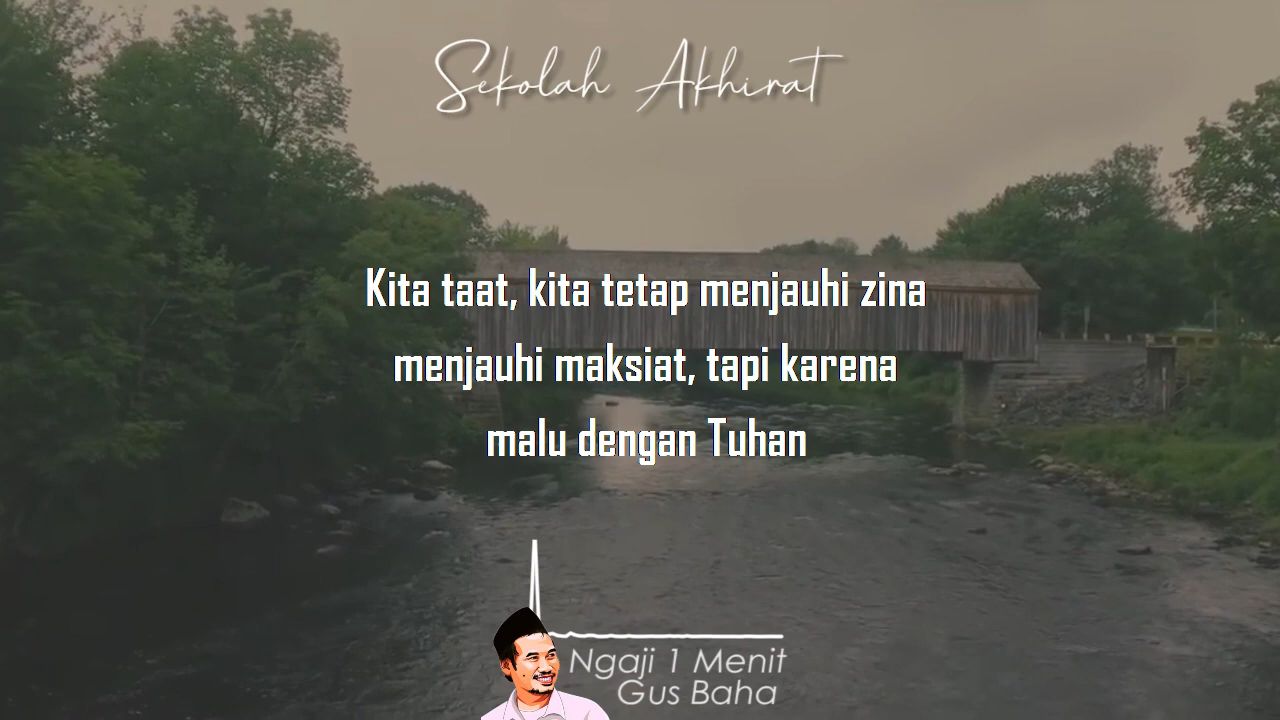 Sekolah Akhirat
Kita taat, kita tetap menjauhi zina
menjauhi maksiat, tapi karena
malu dengan Tuhan
Ngaji 1 Menit
Gus Baha